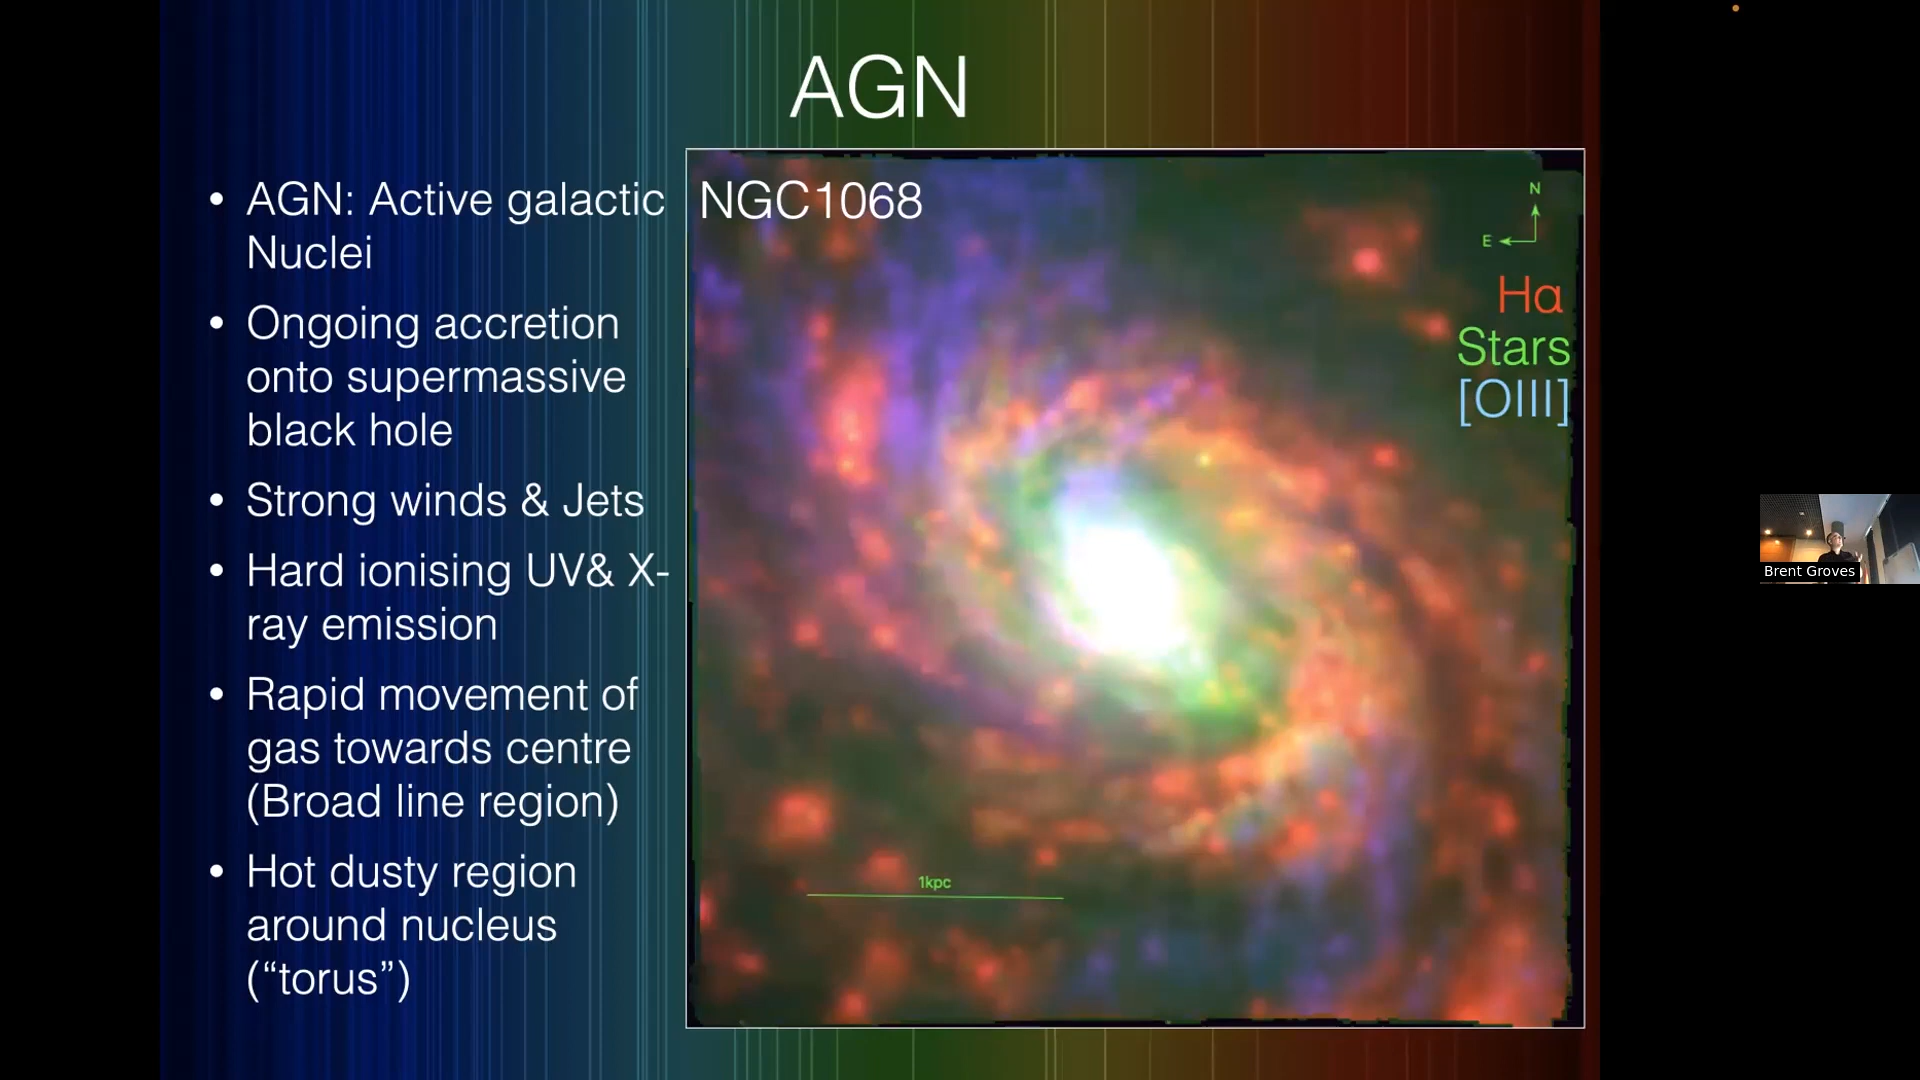 AGN
• AGN: Active galactic
Nuclei
• Ongoing accretion
onto supermassive
black hole
• Strong winds & Jets
• Hard ionising UV& X-
ray emission
• Rapid movement of
gas towards centre
(Broad line region)
• Hot dusty region
around nucleus
(“torus”)
NGC1068
N
E
Hα
Stars
[OIII]
1kpc
Brent Groves